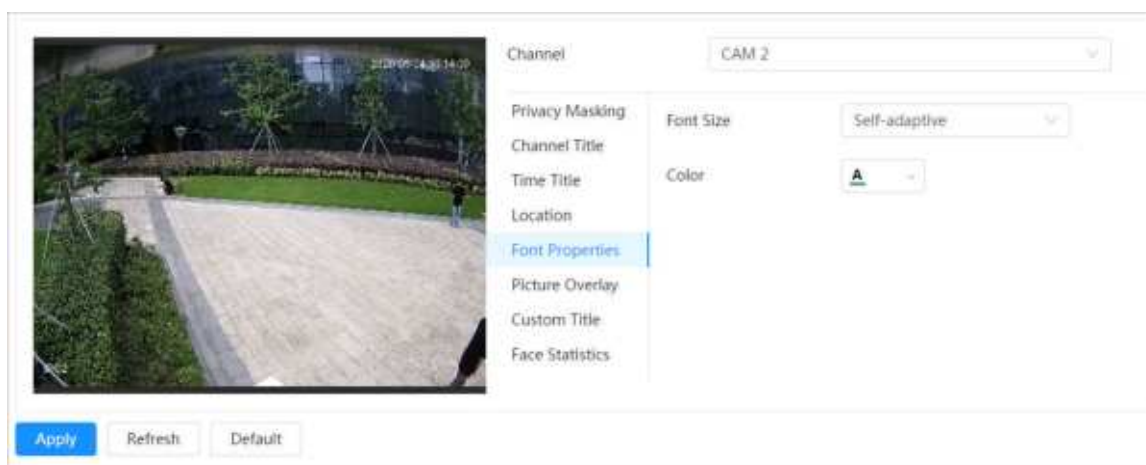 Channel
CAM 2
Privacy Masking
Channel Title
Time Title
Location
Font Properties
Picture Overlay
Custom Title
Face Statistics
Font Size
Self-adaptive
Color
A
Apply
Refresh
Default